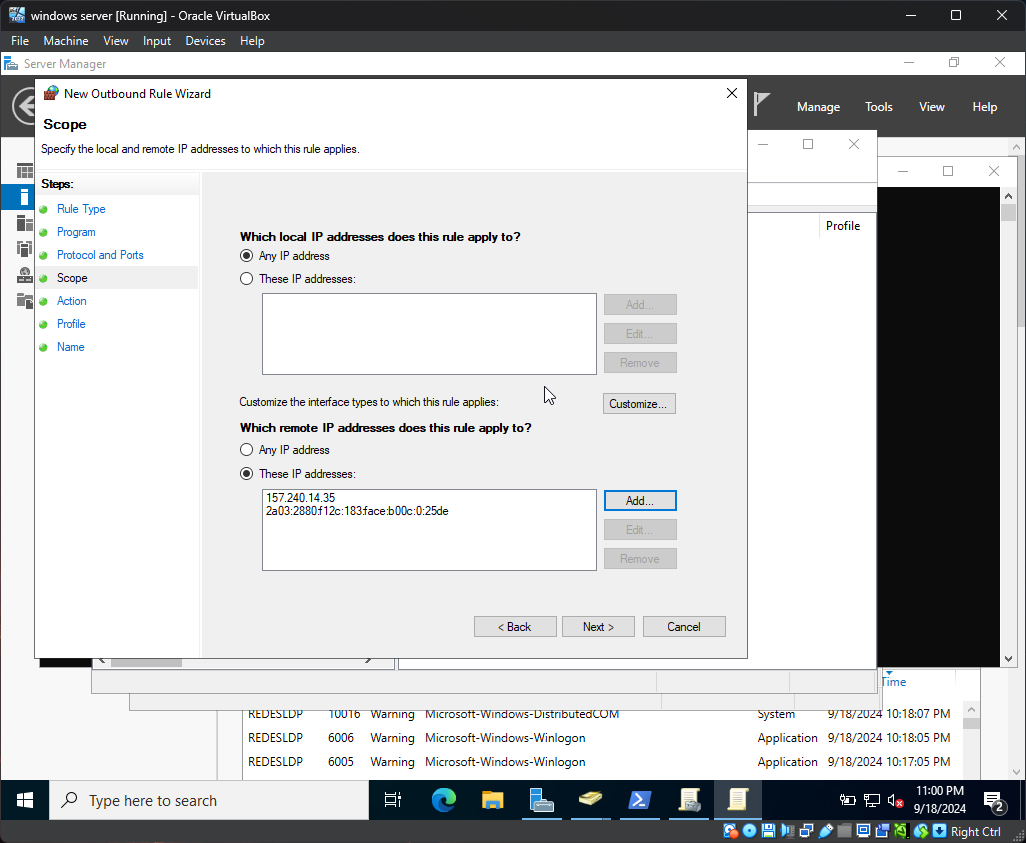 windows server [Running] - Oracle VirtualBox
File Machine View Input Devices Help
Server Manager
New Outbound Rule Wizard
Manage Tools View Help
Scope
Specify the local and remote IP addresses to which this rule applies.
Steps:
Rule Type
Program
Protocol and Ports
Scope
Action
Profile
Name
Which local IP addresses does this rule apply to?
Any IP address
These IP addresses:
Add...
Edit...
Remove
Customize the interface types to which this rule applies:
Customize...
Which remote IP addresses does this rule apply to?
Any IP address
These IP addresses:
157.240.14.35
2a03:2880:f12c:183:face:b00c:0:25de
Add...
Edit...
Remove
< Back
Next >
Cancel
Profile
Time
REDESLDP 10016 Warning Microsoft-Windows-DistributedCOM System 9/18/2024 10:18:07 PM
REDESLDP 6006 Warning Microsoft-Windows-Winlogon Application 9/18/2024 10:18:05 PM
REDESLDP 6005 Warning Microsoft-Windows-Winlogon Application 9/18/2024 10:17:05 PM
Type here to search
11:00 PM
9/18/2024
2
Right Ctrl